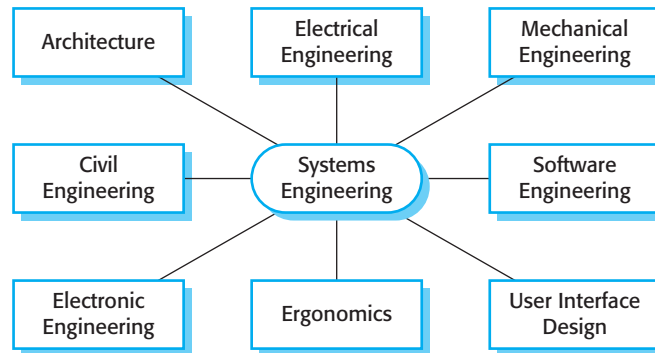 Architecture
Electrical
Engineering
Mechanical
Engineering
Civil
Engineering
Systems
Engineering
Software
Engineering
Electronic
Engineering
Ergonomics
User Interface
Design